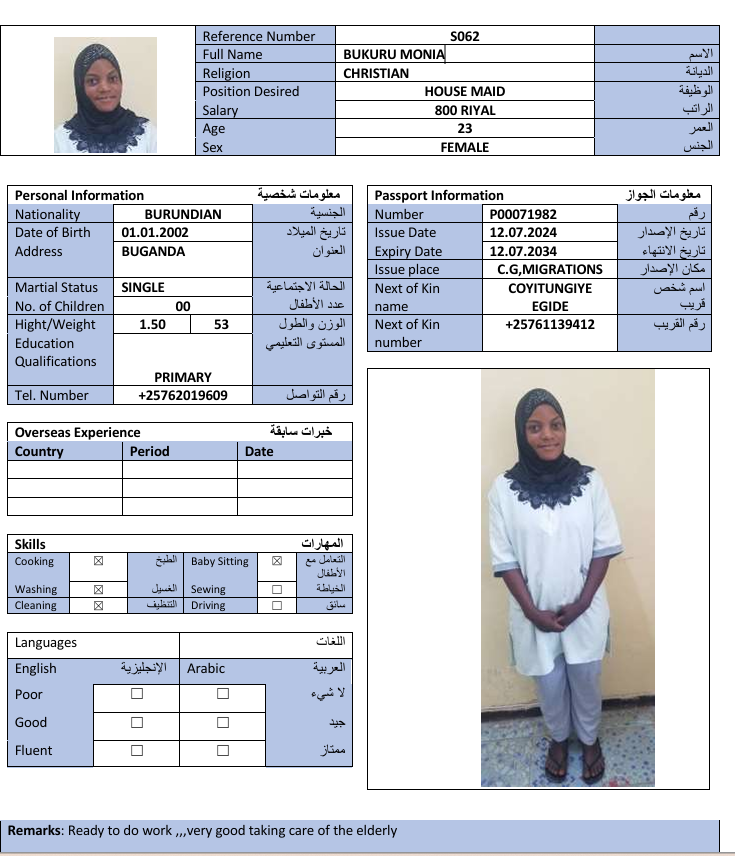 Reference Number S062
Full Name BUKURU MONIA الاسم
Religion CHRISTIAN الديانة
Position Desired HOUSE MAID الوظيفة
Salary 800 RIYAL الراتب
Age 23 العمر
Sex FEMALE الجنس
Personal Information معلومات شخصية
Nationality BURUNDIAN الجنسية
Date of Birth 01.01.2002 تاريخ الميلاد
Address BUGANDA العنوان
Martial Status SINGLE الحالة الاجتماعية
No. of Children 00 عدد الأطفال
Hight/Weight 1.50 53 الوزن والطول
Education المستوى التعليمي
Qualifications
PRIMARY
Tel. Number +25762019609 رقم التواصل
Passport Information معلومات الجواز
Number P00071982 رقم
Issue Date 12.07.2024 تاريخ الإصدار
Expiry Date 12.07.2034 تاريخ الانتهاء
Issue place C.G,MIGRATIONS مكان الإصدار
Next of Kin COYITUNGIYE اسم شخص
name EGIDE قريب
Next of Kin +25761139412 رقم القريب
number
Overseas Experience خبرات سابقة
Country Period Date
Skills المهارات
Cooking ☒ الطبخ Baby Sitting ☒ التعامل مع
الأطفال
Washing ☒ الغسيل Sewing ☐ الخياطة
Cleaning ☒ التنظيف Driving ☐ سائق
Languages اللغات
English الإنجليزية Arabic العربية
Poor ☐ ☐ لا شيء
Good ☐ ☐ جيد
Fluent ☐ ☐ ممتاز
Remarks: Ready to do work ,,,very good taking care of the elderly